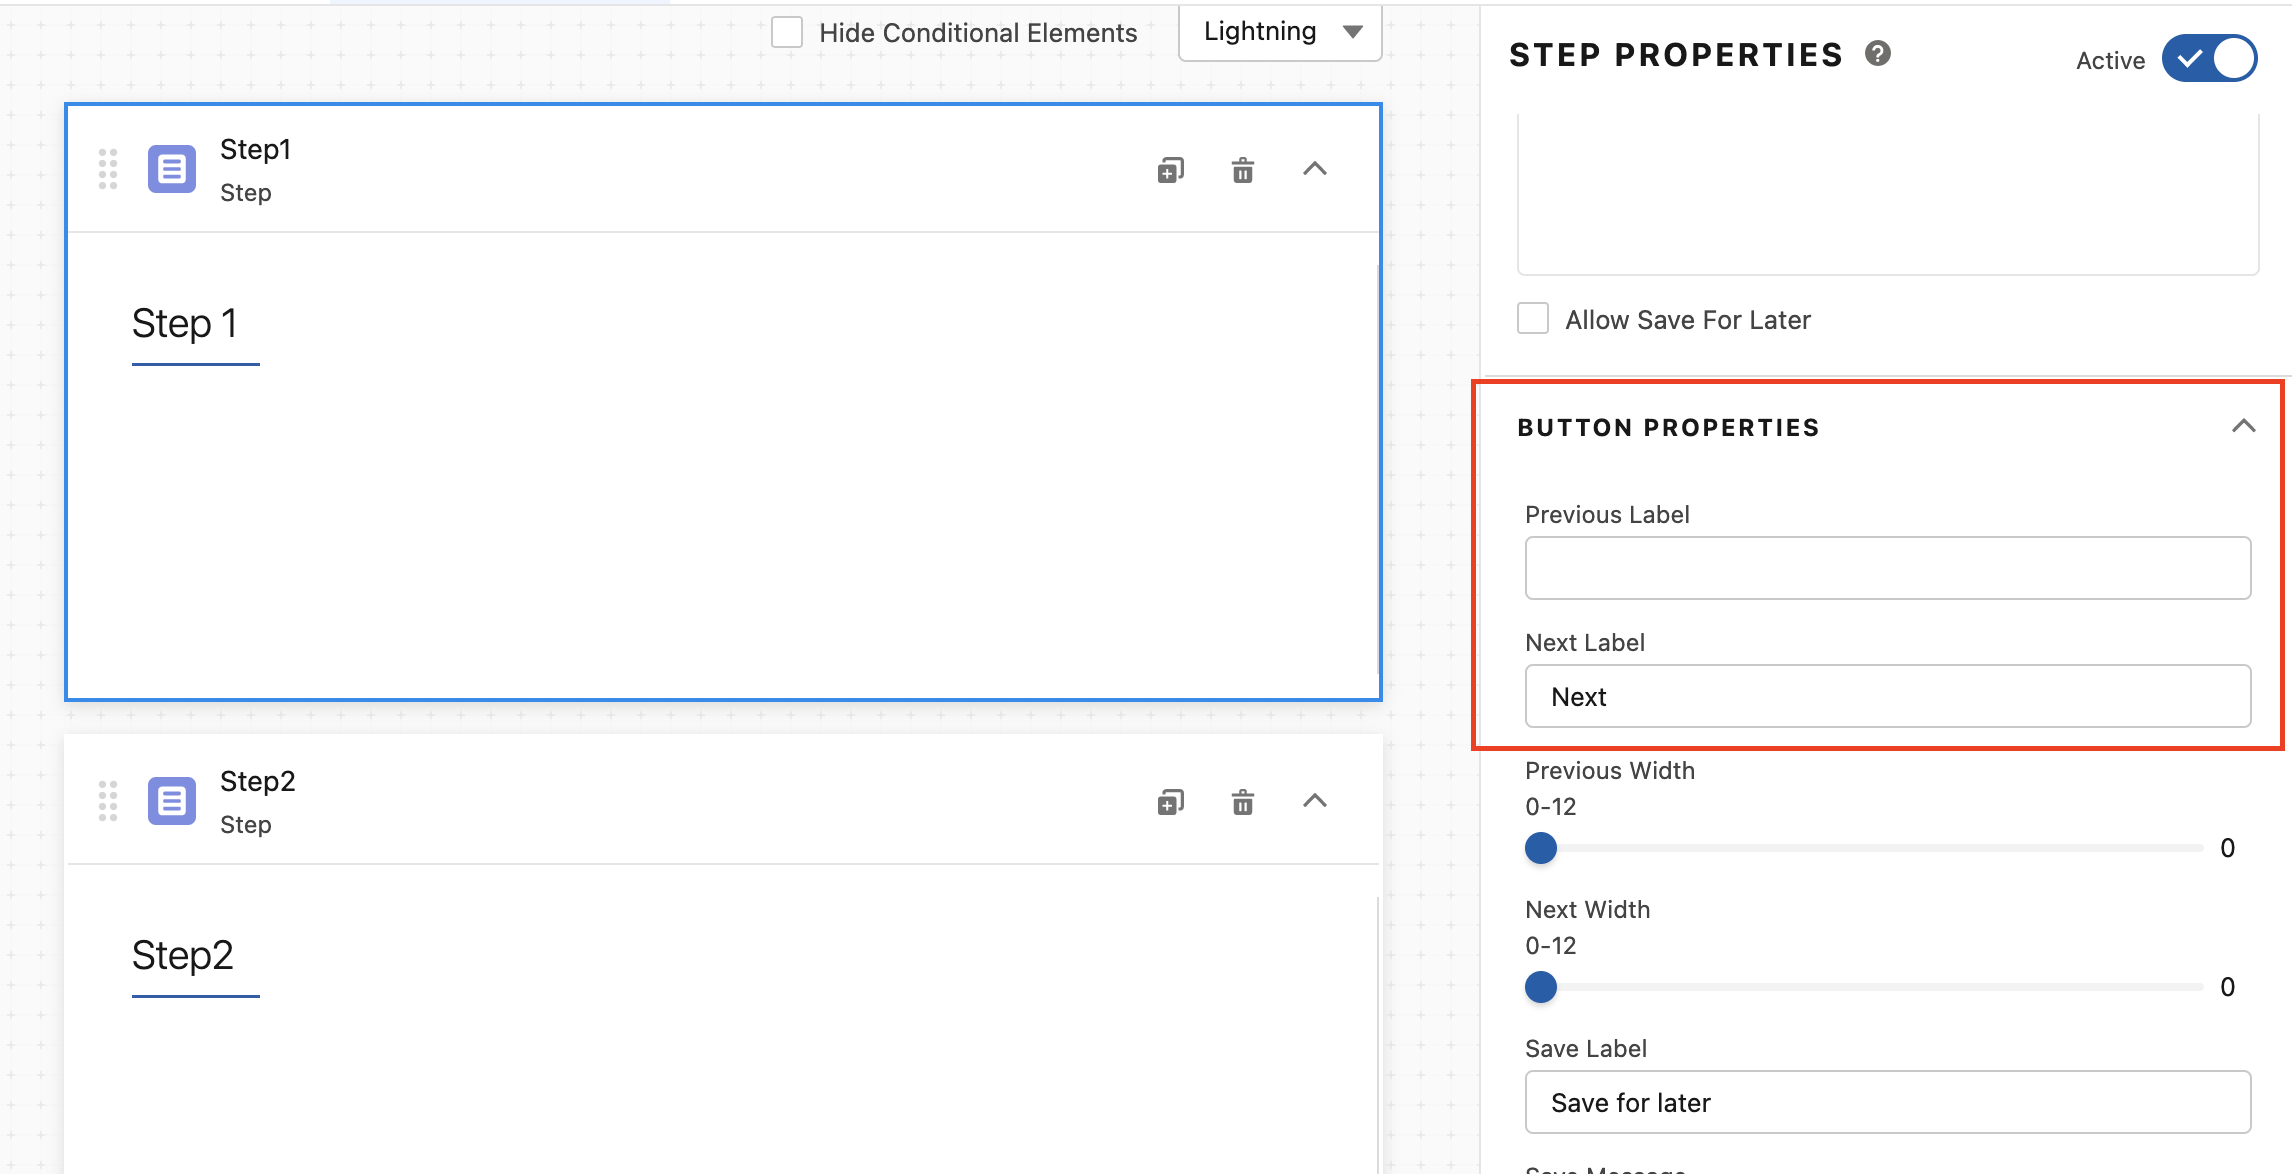 Hide Conditional Elements
Lightning
Step1
Step
Step 1
Step2
Step
Step2
STEP PROPERTIES
Active
Allow Save For Later
BUTTON PROPERTIES
Previous Label
Next Label
Next
Previous Width
0-12
0
Next Width
0-12
0
Save Label
Save for later
Save Message